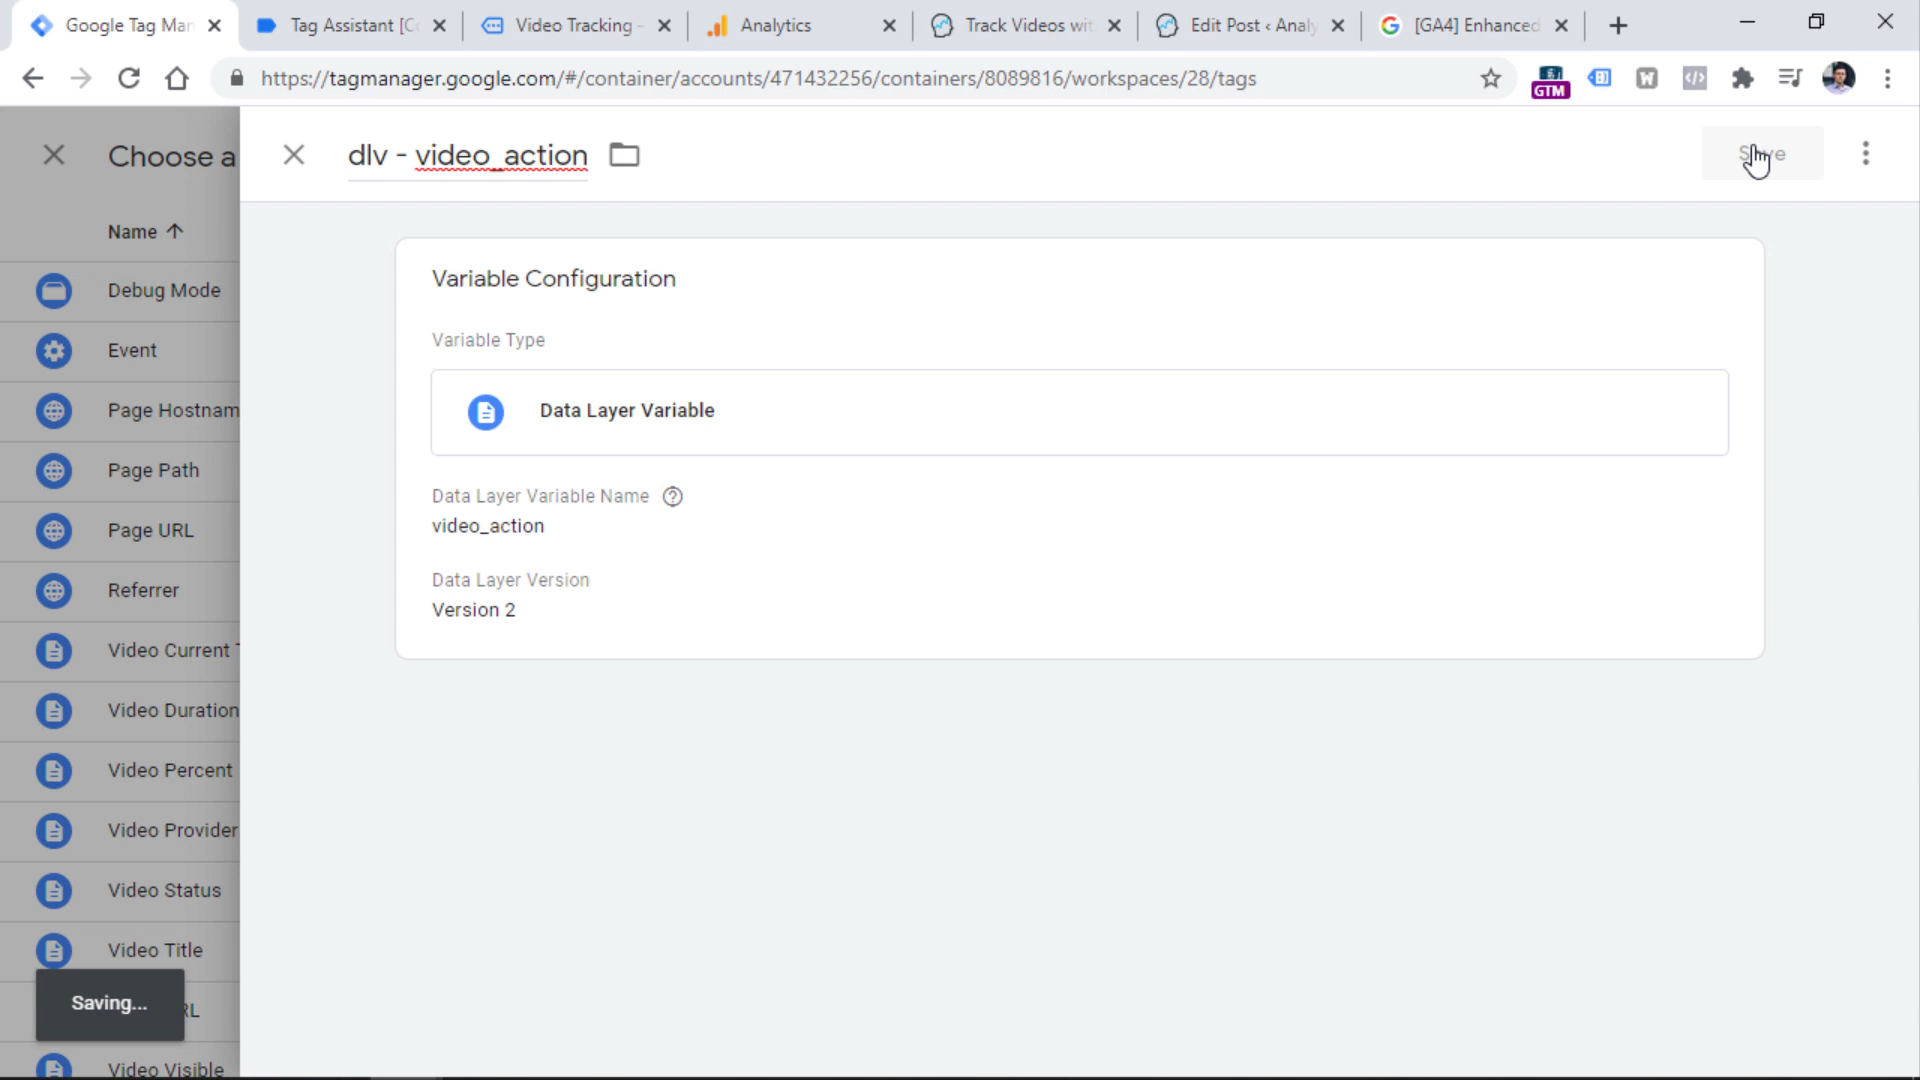 Google Tag Man
Tag Assistant [C
Video Tracking -
Analytics
Track Videos wit
Edit Post ‹ Analy
[GA4] Enhanced
https://tagmanager.google.com/#/container/accounts/471432256/containers/8089816/workspaces/28/tags
GTM
Choose a
dlv - video_action
Save
Name
Variable Configuration
Debug Mode
Variable Type
Event
Data Layer Variable
Page Hostnam
Page Path
Data Layer Variable Name
video_action
Page URL
Data Layer Version
Referrer
Version 2
Video Current T
Video Duration
Video Percent
Video Provider
Video Status
Video Title
Saving...
RL
Video Visible